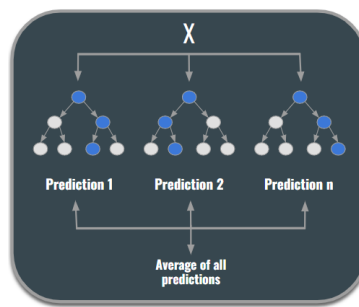 X
Prediction 1
Prediction 2
Prediction n
Average of all
predictions